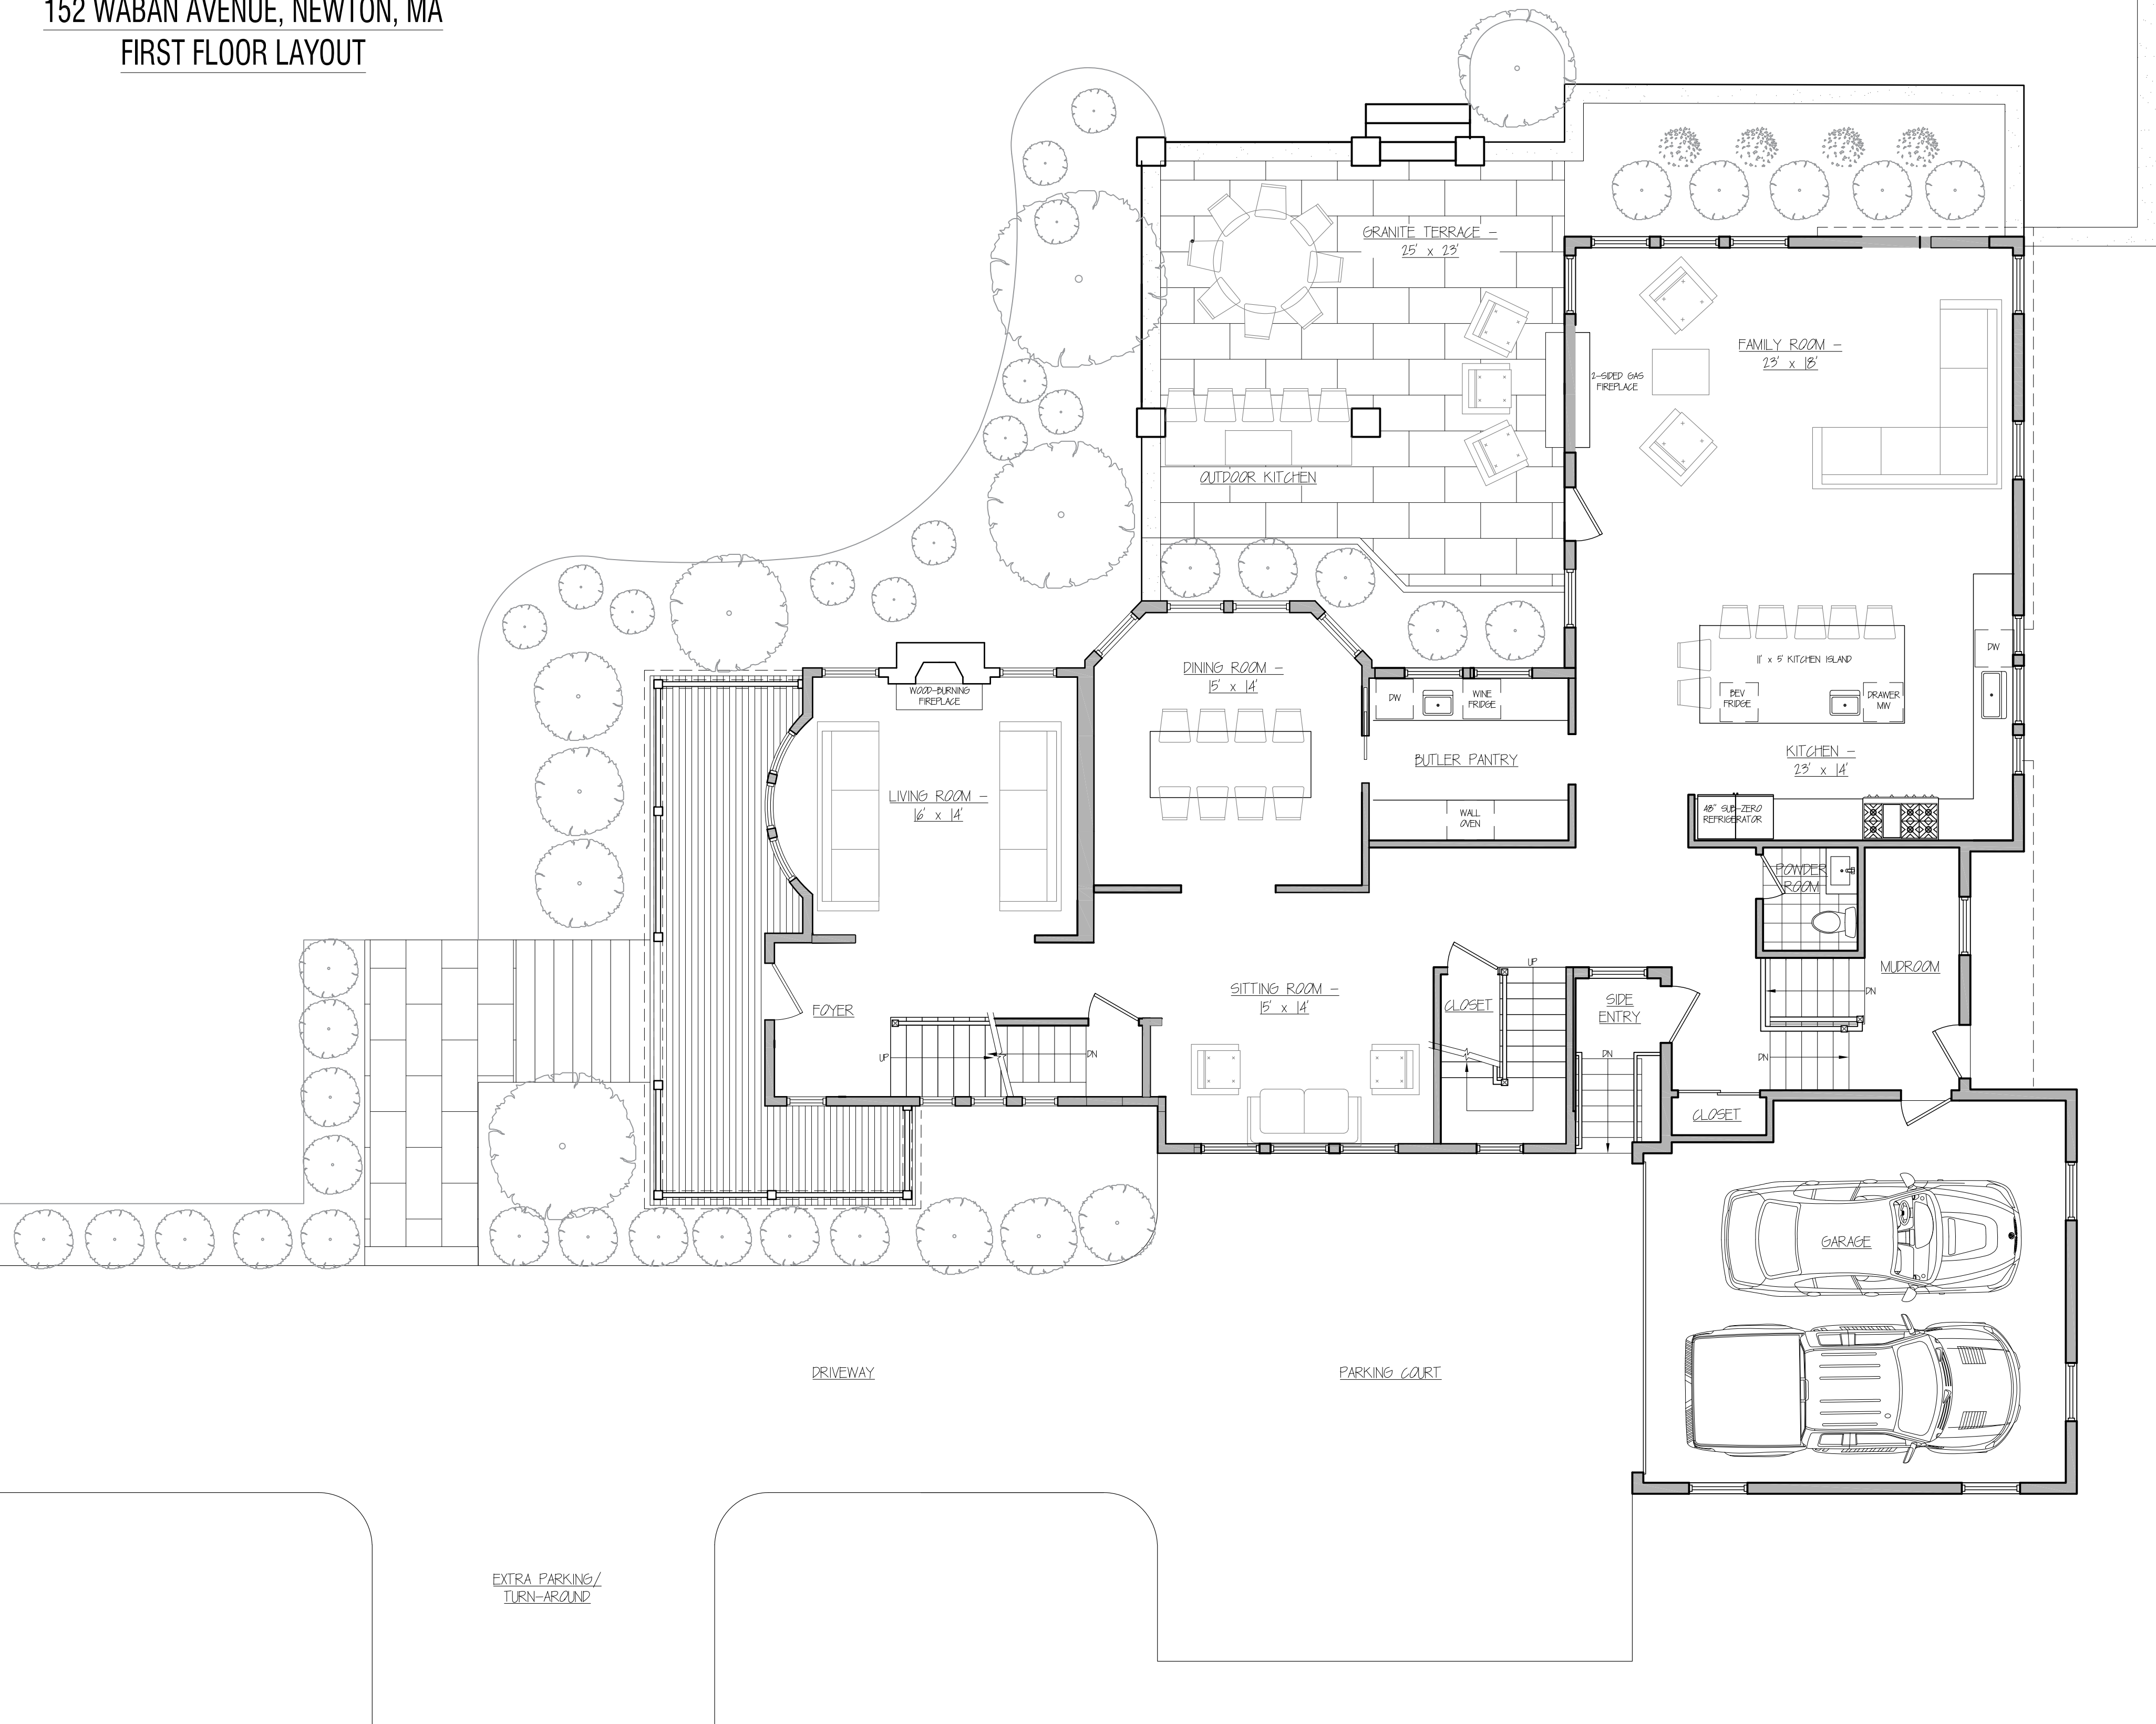 152 WABAN AVENUE, NEWTON, MA
FIRST FLOOR LAYOUT
GRANITE TERRACE -
25' x 23'
FAMILY ROOM -
23' x 18'
2-SIDED GAS
FIREPLACE
OUTDOOR KITCHEN
DINING ROOM -
15' x 14'
11' x 5' KITCHEN ISLAND
DW
BEV
FRIDGE
DRAWER
MW
WOOD-BURNING
FIREPLACE
DW
WINE
FRIDGE
KITCHEN -
23' x 14'
BUTLER PANTRY
LIVING ROOM -
16' x 14'
48" SUB-ZERO
REFRIGERATOR
WALL
OVEN
POWDER
ROOM
MUDROOM
UP
SITTING ROOM -
15' x 14'
CLOSET
SIDE
ENTRY
DN
FOYER
UP
DN
DN
DN
CLOSET
GARAGE
DRIVEWAY
PARKING COURT
EXTRA PARKING/
TURN-AROUND